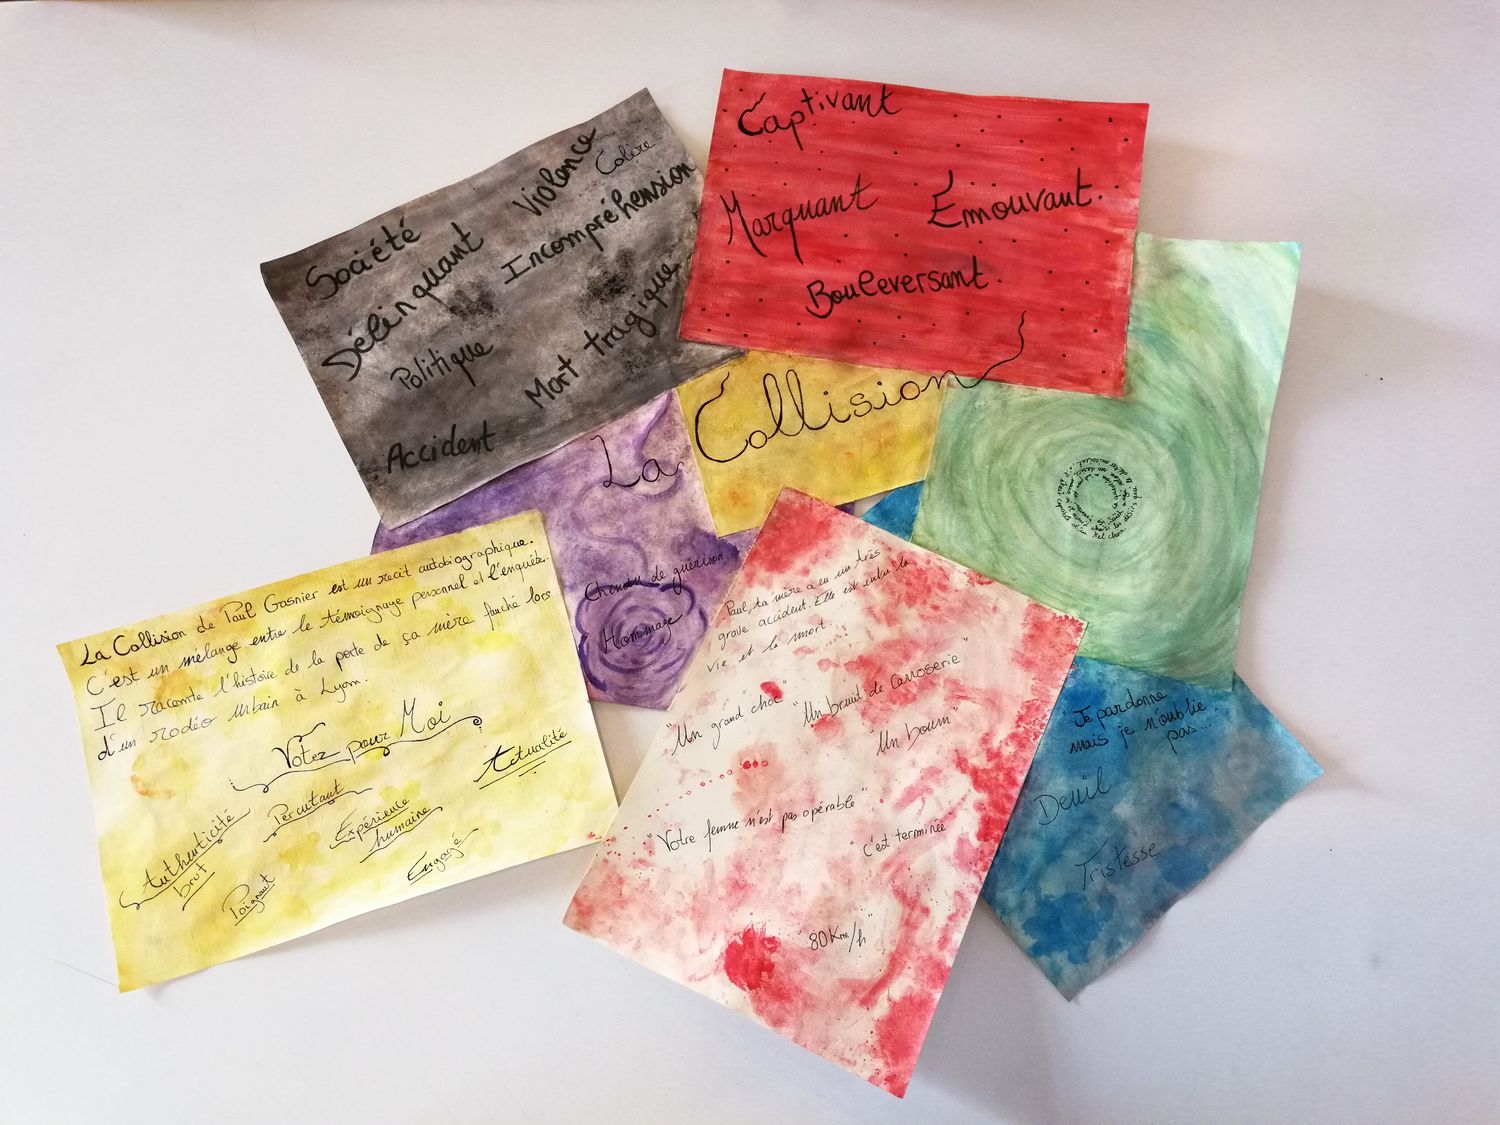 Société
Délinquant
Violence
Colère
Incompréhension
Politique
Mort tragique
Accident
Captivant
Marquant
Émouvant.
Bouleversant.
La Collision
Chemin de guérison
Hommage
La Collision de Paul Gasnier est un récit autobiographique.
C'est un mélange entre le témoignage personnel et l'enquête.
Il raconte l'histoire de la perte de ça mère fauché lors
d'un rodéo urbain à Lyon.
Votez pour Moi
Authenticité
brut
Percutant
Expérience
humaine
Actualité
Poignant
Engagé
Paul, ta mère a eu un très
grave accident. Elle est entre la
vie et la mort.
"Un grand choc"
"Un bruit de carrosserie"
"Un boum"
"Votre femme n'est pas opérable"
"c'est terminée"
"80 Km/h"
"Je pardonne
mais je n'oublie
pas...
Deuil
Tristesse